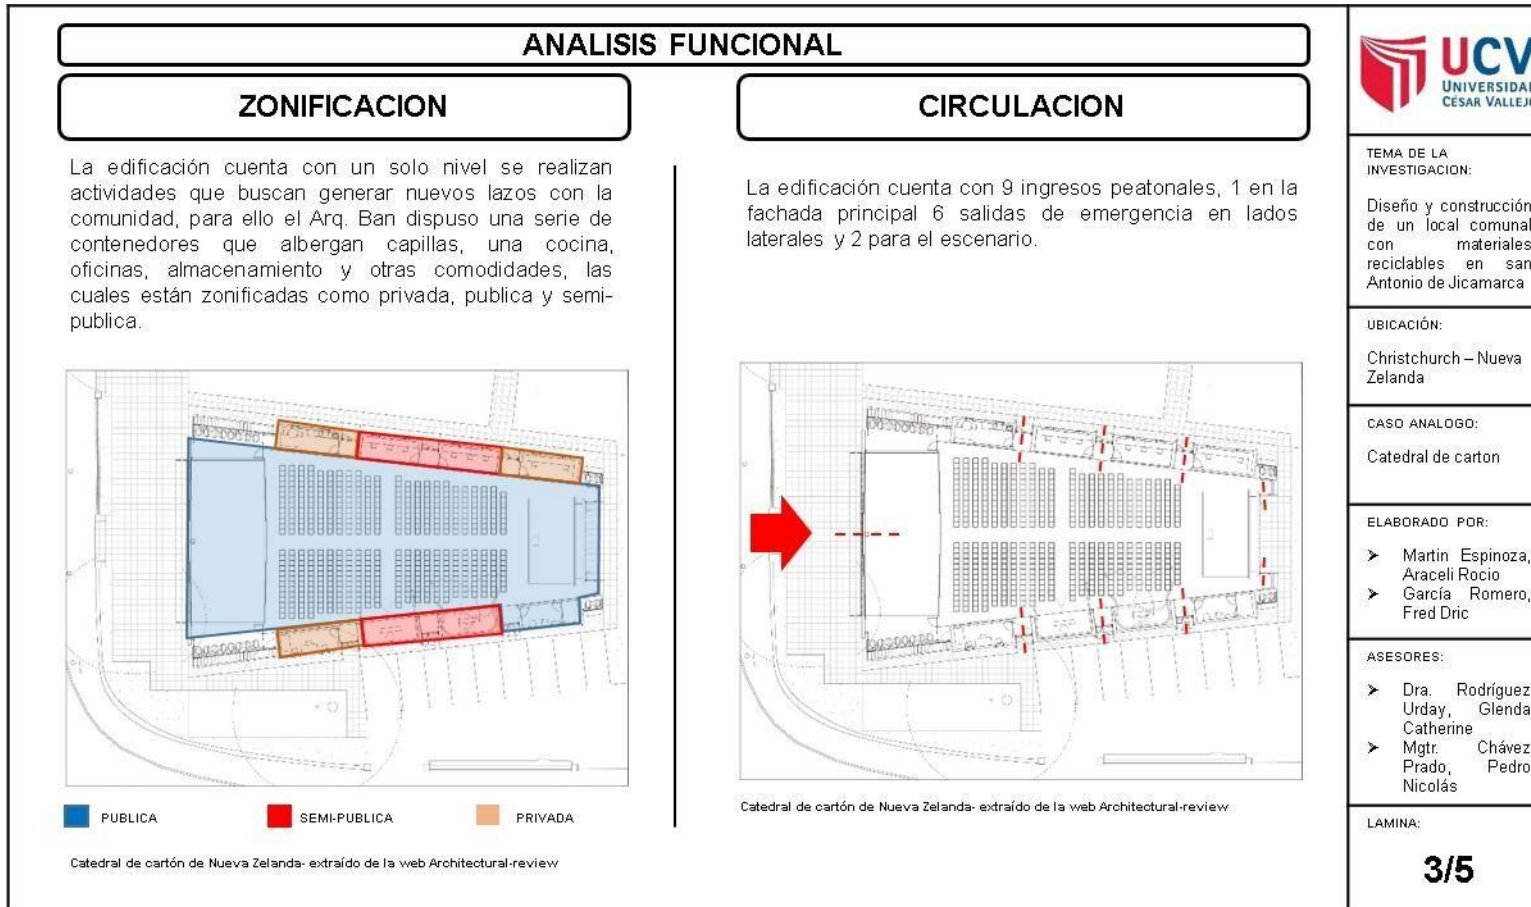 ANALISIS FUNCIONAL
ZONIFICACION
La edificación cuenta con un solo nivel se realizan
actividades que buscan generar nuevos lazos con la
comunidad, para ello el Arq. Ban dispuso una serie de
contenedores que albergan capillas, una cocina,
oficinas, almacenamiento y otras comodidades, las
cuales están zonificadas como privada, publica y semi-
publica.
PUBLICA
SEMI-PUBLICA
PRIVADA
Catedral de cartón de Nueva Zelanda- extraído de la web Architectural-review
CIRCULACION
La edificación cuenta con 9 ingresos peatonales, 1 en la
fachada principal 6 salidas de emergencia en lados
laterales y 2 para el escenario.
Catedral de cartón de Nueva Zelanda- extraído de la web Architectural-review
UCV
UNIVERSIDAD
CÉSAR VALLEJO
TEMA DE LA
INVESTIGACION:
Diseño y construcción
de un local comunal
con materiales
reciclables en san
Antonio de Jicamarca
UBICACIÓN:
Christchurch – Nueva
Zelanda
CASO ANALOGO:
Catedral de carton
ELABORADO POR:
➤ Martin Espinoza,
Araceli Rocio
➤ García Romero,
Fred Dric
ASESORES:
➤ Dra. Rodríguez
Urday, Glenda
Catherine
➤ Mgtr. Chávez
Prado, Pedro
Nicolás
LAMINA:
3/5